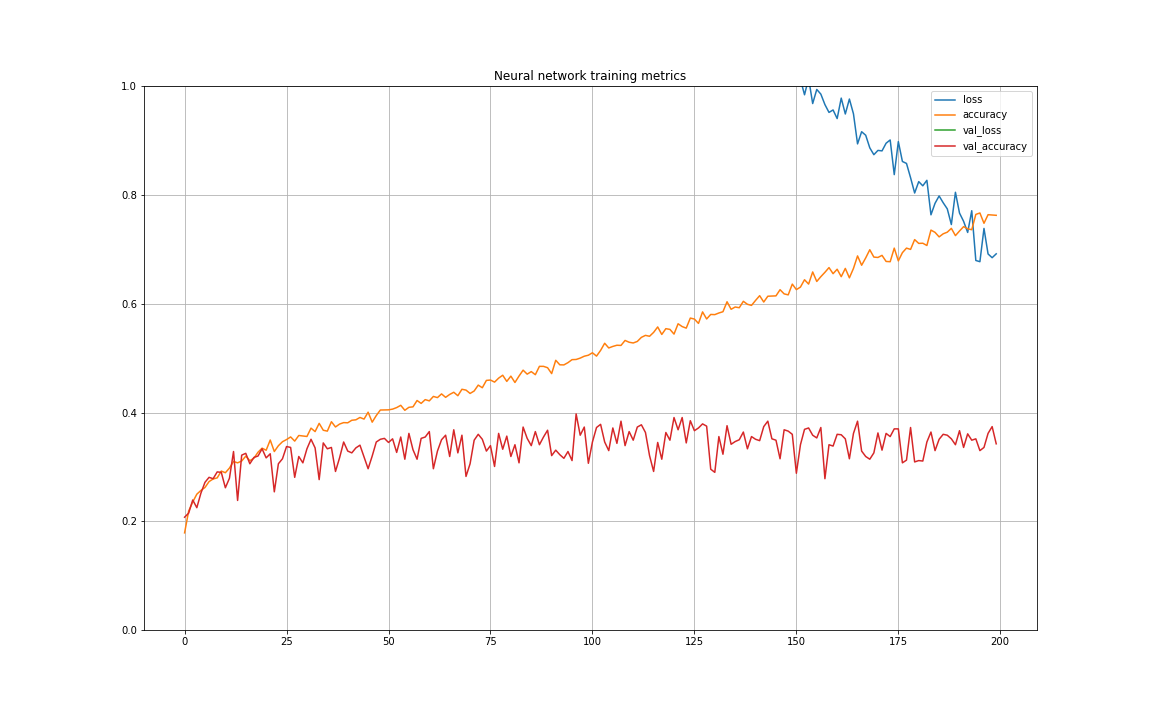 Neural network training metrics
1.0
loss
accuracy
val_loss
val_accuracy
0.8
0.6
0.4
0.2
0.0
0 25 50 75 100 125 150 175 200